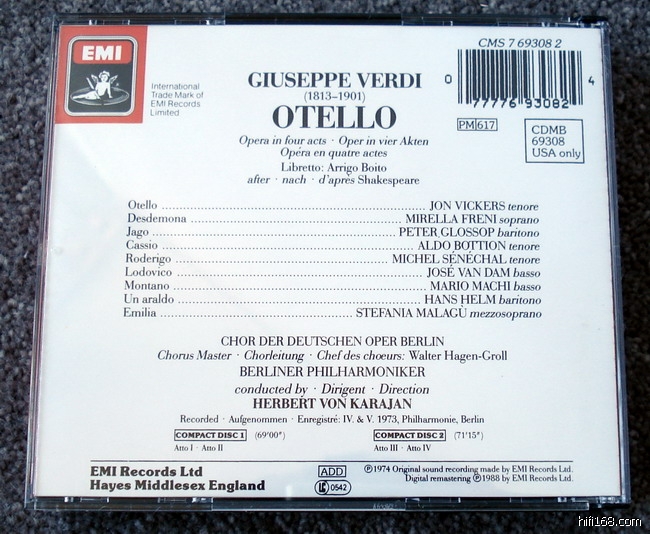 EMI
International
Trade Mark of
EMI Records
Limited
CMS 7 69308 2
0 77776 93082 4
PM 617
CDMB
69308
USA only
GIUSEPPE VERDI
(1813–1901)
OTELLO
Opera in four acts · Oper in vier Akten
Opéra en quatre actes
Libretto: Arrigo Boito
after · nach · d'après Shakespeare
Otello JON VICKERS tenore
Desdemona MIRELLA FRENI soprano
Jago PETER GLOSSOP baritono
Cassio ALDO BOTTION tenore
Roderigo MICHEL SÉNÉCHAL tenore
Lodovico JOSÉ VAN DAM basso
Montano MARIO MACHI basso
Un araldo HANS HELM baritono
Emilia STEFANIA MALAGÙ mezzosoprano
CHOR DER DEUTSCHEN OPER BERLIN
Chorus Master · Chorleitung · Chef des chœurs: Walter Hagen-Groll
BERLINER PHILHARMONIKER
conducted by · Dirigent · Direction
HERBERT VON KARAJAN
Recorded · Aufgenommen · Enregistré: IV. & V. 1973, Philharmonie, Berlin
COMPACT DISC 1 (69'00")
Atto I · Atto II
COMPACT DISC 2 (71'15")
Atto III · Atto IV
EMI Records Ltd
Hayes Middlesex England
ADD
LC 0542
℗1974 Original sound recording made by EMI Records Ltd.
Digital remastering ℗1988 by EMI Records Ltd.
hifi168.com